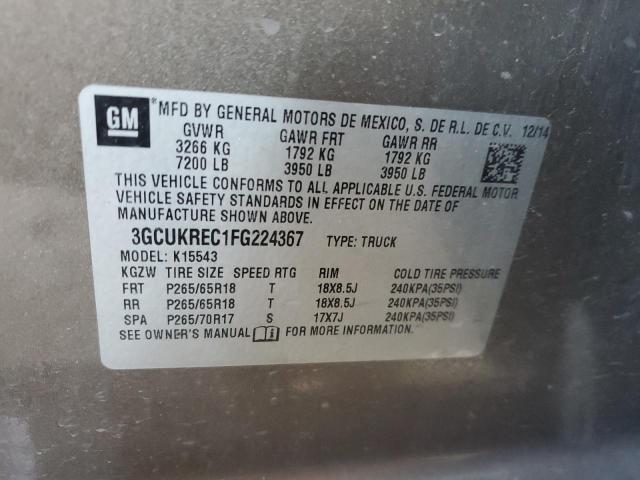 GM
*MFD BY GENERAL MOTORS DE MEXICO, S. DE R.L. DE C.V. 12/14
GVWR GAWR FRT GAWR RR
3266 KG 1792 KG 1792 KG
7200 LB 3950 LB 3950 LB
THIS VEHICLE CONFORMS TO ALL APPLICABLE U.S. FEDERAL MOTOR
VEHICLE SAFETY STANDARDS IN EFFECT ON THE DATE OF
MANUFACTURE SHOWN ABOVE.
3GCUKREC1FG224367 TYPE: TRUCK
MODEL: K15543
KGZW TIRE SIZE SPEED RTG RIM COLD TIRE PRESSURE
FRT P265/65R18 T 18X8.5J 240KPA(35PSI)
RR P265/65R18 T 18X8.5J 240KPA(35PSI)
SPA P265/70R17 S 17X7J 240KPA(35PSI)
SEE OWNER'S MANUAL FOR MORE INFORMATION.